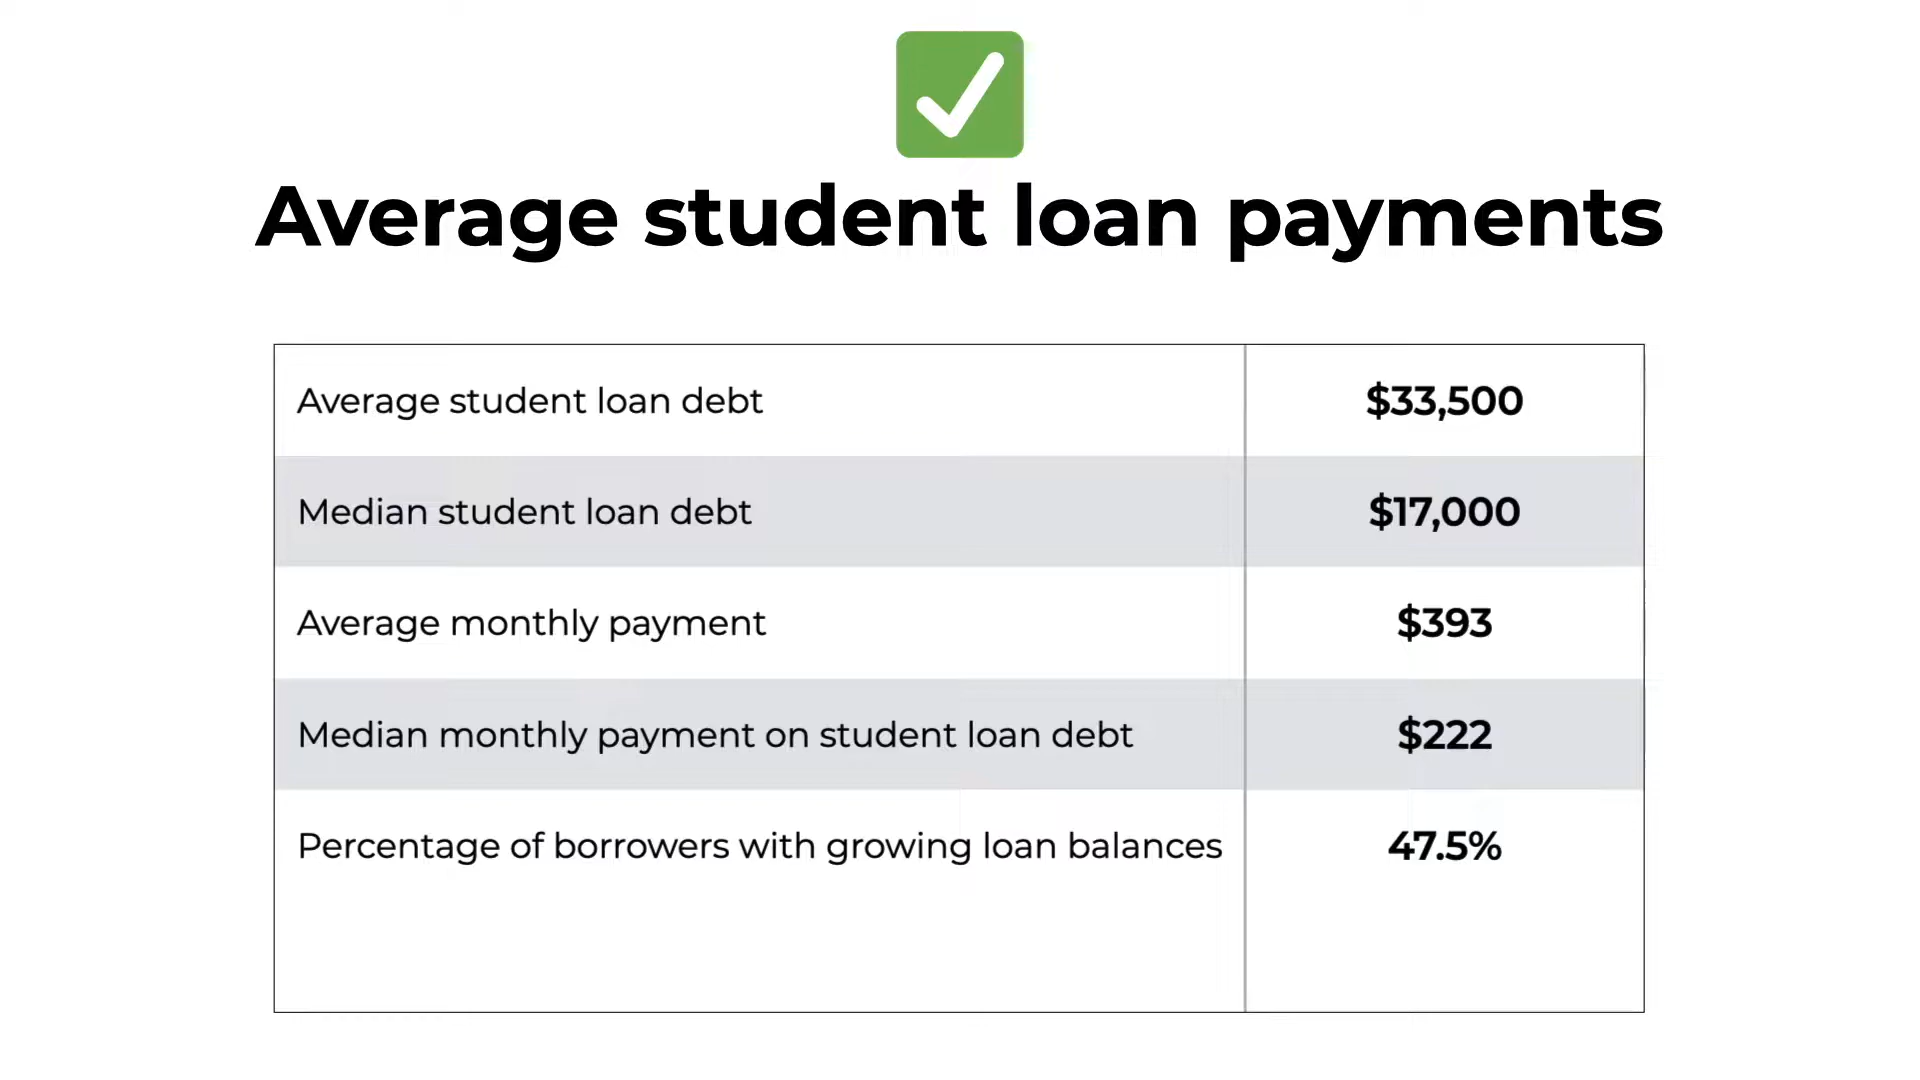 Average student loan payments
Average student loan debt $33,500
Median student loan debt $17,000
Average monthly payment $393
Median monthly payment on student loan debt $222
Percentage of borrowers with growing loan balances 47.5%